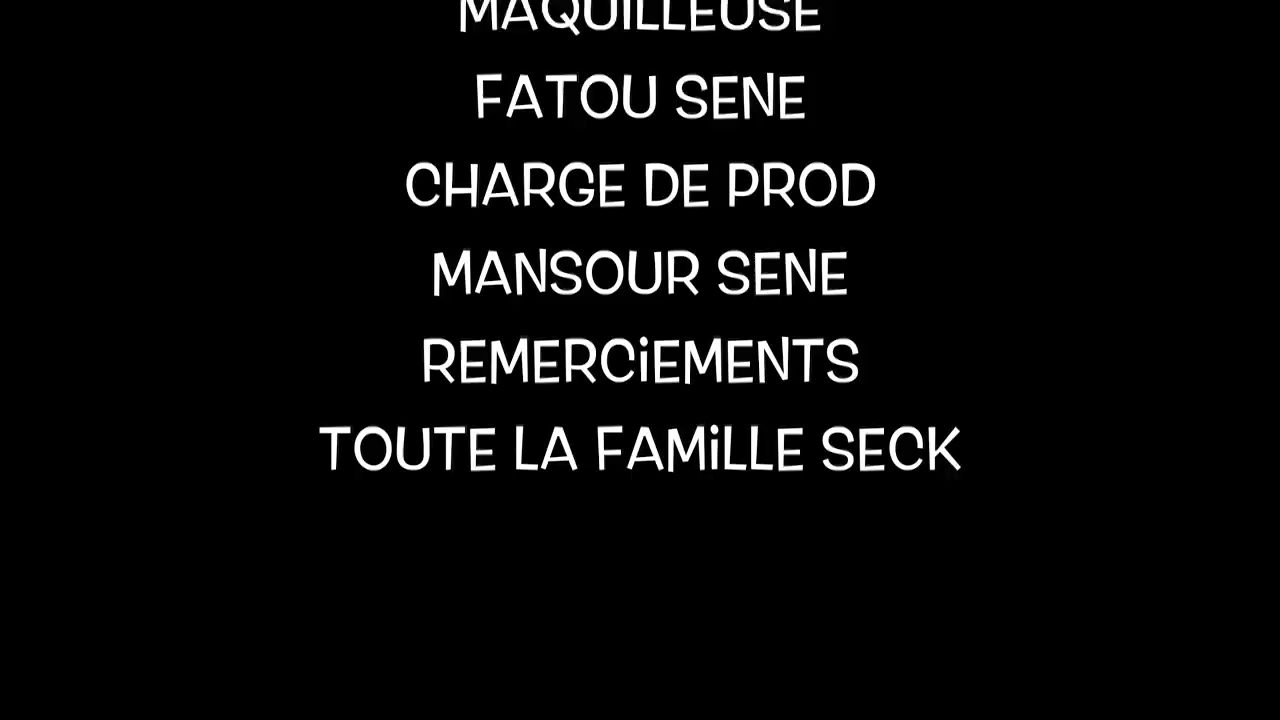 MAQUILLEUSE
FATOU SENE
CHARGE DE PROD
MANSOUR SENE
REMERCiEMENTS
TOUTE LA FAMiLLE SECK